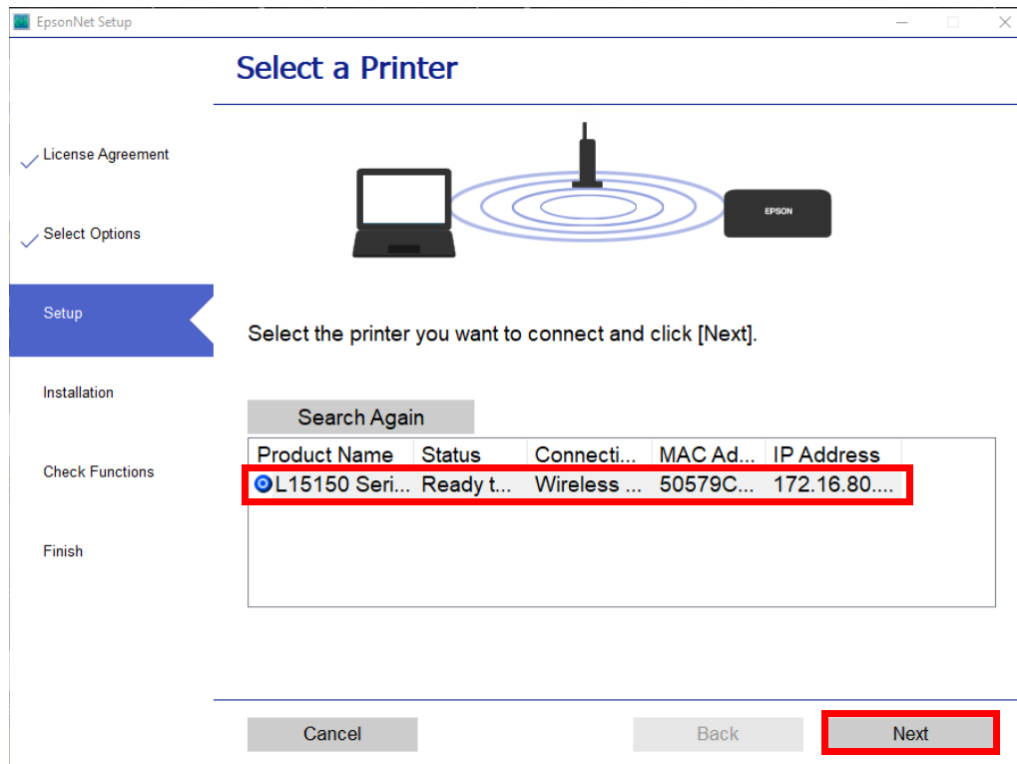 EpsonNet Setup
Select a Printer
License Agreement
Select Options
Setup
Installation
Check Functions
Finish
EPSON
Select the printer you want to connect and click [Next].
Search Again
Product Name Status Connecti... MAC Ad... IP Address
L15150 Seri... Ready t... Wireless ... 50579C... 172.16.80....
Cancel Back Next